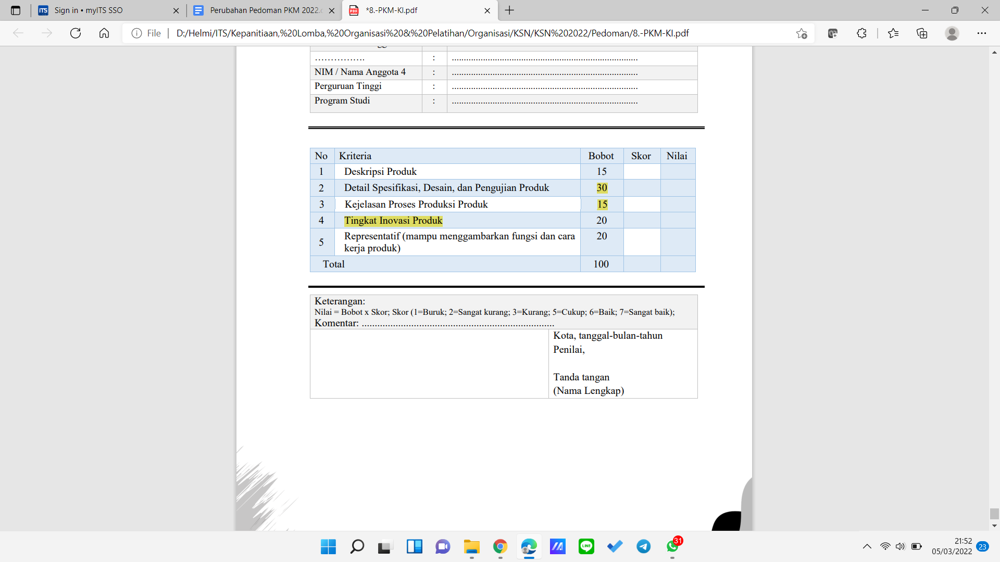 Sign in • myITS SSO
Perubahan Pedoman PKM 2022.
*8.-PKM-KI.pdf
File
D:/Helmi/ITS/Kepanitiaan,%20Lomba,%20Organisasi%20&%20Pelatihan/Organisasi/KSN/KSN%202022/Pedoman/8.-PKM-KI.pdf
……………. : ..............................................................................
NIM / Nama Anggota 4 : ..............................................................................
Perguruan Tinggi : ..............................................................................
Program Studi : ..............................................................................
No Kriteria Bobot Skor Nilai
1 Deskripsi Produk 15
2 Detail Spesifikasi, Desain, dan Pengujian Produk 30
3 Kejelasan Proses Produksi Produk 15
4 Tingkat Inovasi Produk 20
5 Representatif (mampu menggambarkan fungsi dan cara 20
kerja produk)
Total 100
Keterangan:
Nilai = Bobot x Skor; Skor (1=Buruk; 2=Sangat kurang; 3=Kurang; 5=Cukup; 6=Baik; 7=Sangat baik);
Komentar: ..........................................................................
Kota, tanggal-bulan-tahun
Penilai,
Tanda tangan
(Nama Lengkap)
LINE
31
21:52
05/03/2022
23